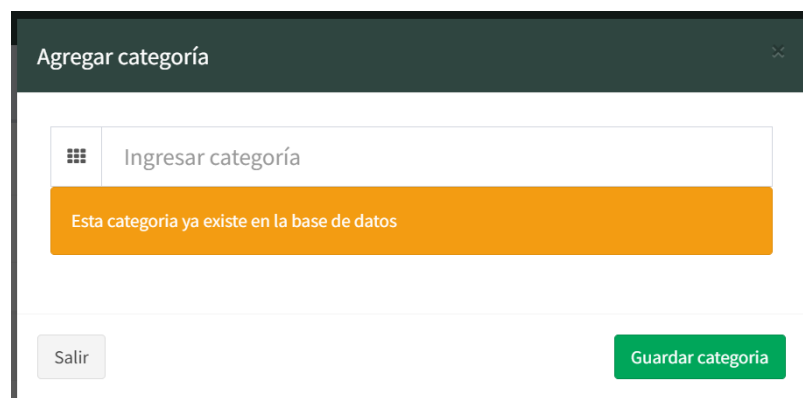 Agregar categoría
×
Ingresar categoría
Esta categoria ya existe en la base de datos
Salir
Guardar categoria